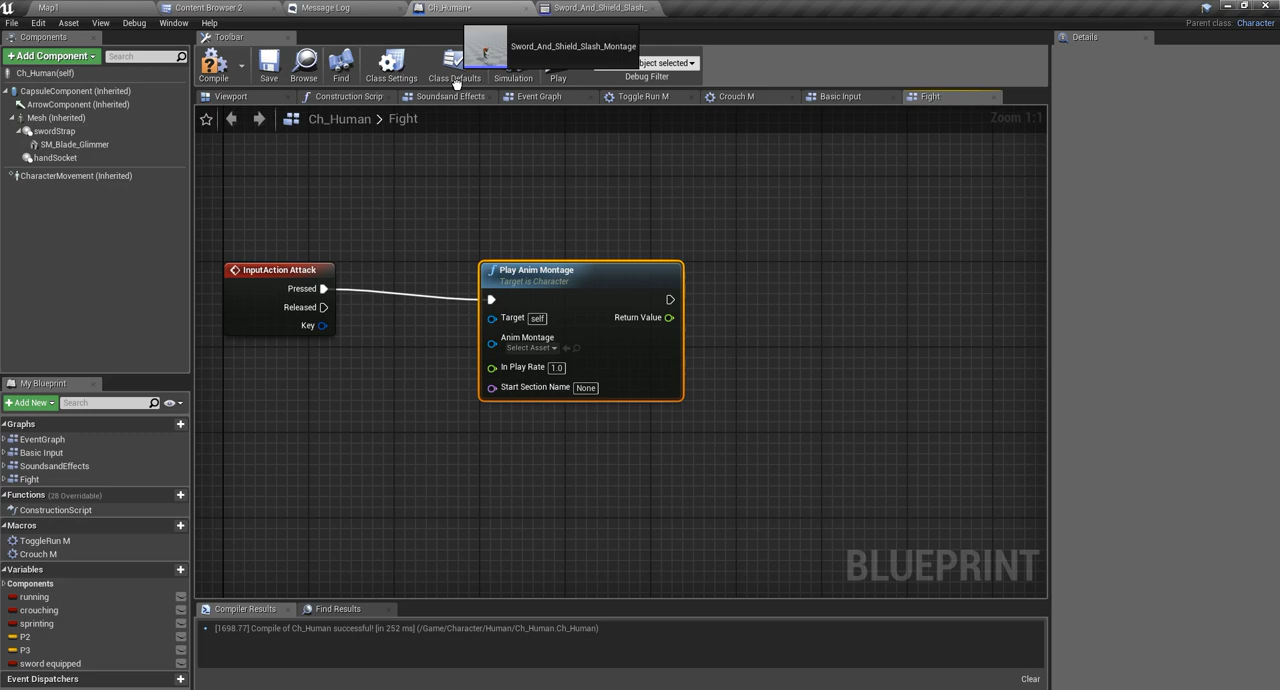 Map1
Content Browser 2
Message Log
Ch_Human*
Sword_And_Shield_Slash_
File
Edit
Asset
View
Debug
Window
Help
Parent class: Character
Components
Toolbar
Details
Sword_And_Shield_Slash_Montage
+ Add Component
Search
Compile
Save
Browse
Find
Class Settings
Class Defaults
Simulation
Play
bject selected
Debug Filter
Ch_Human(self)
CapsuleComponent (Inherited)
ArrowComponent (Inherited)
Mesh (Inherited)
swordStrap
SM_Blade_Glimmer
handSocket
CharacterMovement (Inherited)
Viewport
Construction Scrip
Soundsand Effects
Event Graph
Toggle Run M
Crouch M
Basic Input
Fight
Ch_Human > Fight
Zoom 1:1
InputAction Attack
Pressed
Released
Key
Play Anim Montage
Target is Character
Target self
Return Value
Anim Montage
Select Asset
In Play Rate 1.0
Start Section Name None
BLUEPRINT
My Blueprint
+ Add New
Search
Graphs
EventGraph
Basic Input
SoundsandEffects
Fight
Functions (28 Overridable)
ConstructionScript
Macros
ToggleRun M
Crouch M
Variables
Components
running
crouching
sprinting
P2
P3
sword equipped
Event Dispatchers
Compiler Results
Find Results
[1698.77] Compile of Ch_Human successful! [in 252 ms] (/Game/Character/Human/Ch_Human.Ch_Human)
Clear